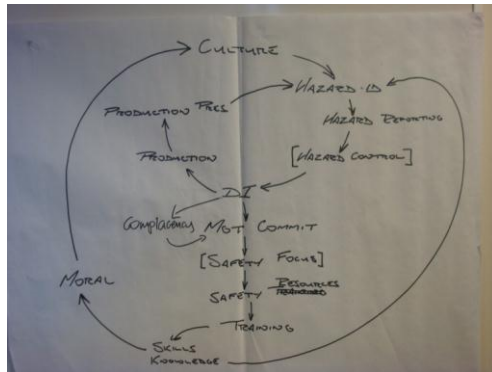 CULTURE
HAZARD ID
PRODUCTION PRES
HAZARD REPORTING
PRODUCTION
[HAZARD CONTROL]
DI
Complacency MGT COMMIT
[SAFETY FOCUS]
MORAL
SAFETY RESOURCES
TRAINING
SKILLS
KNOWLEDGE